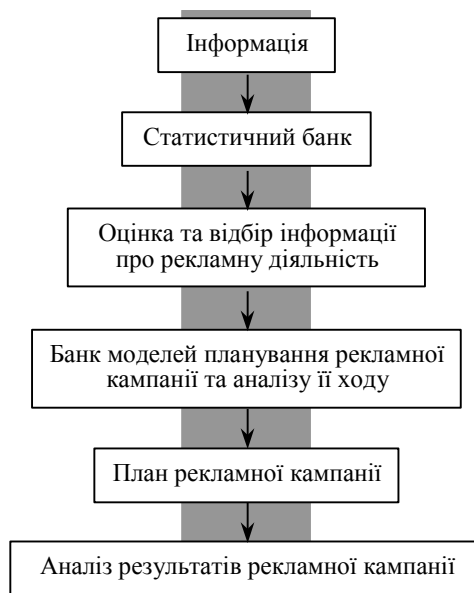 Інформація
Статистичний банк
Оцінка та відбір інформації
про рекламну діяльність
Банк моделей планування рекламної
кампанії та аналізу її ходу
План рекламної кампанії
Аналіз результатів рекламної кампанії